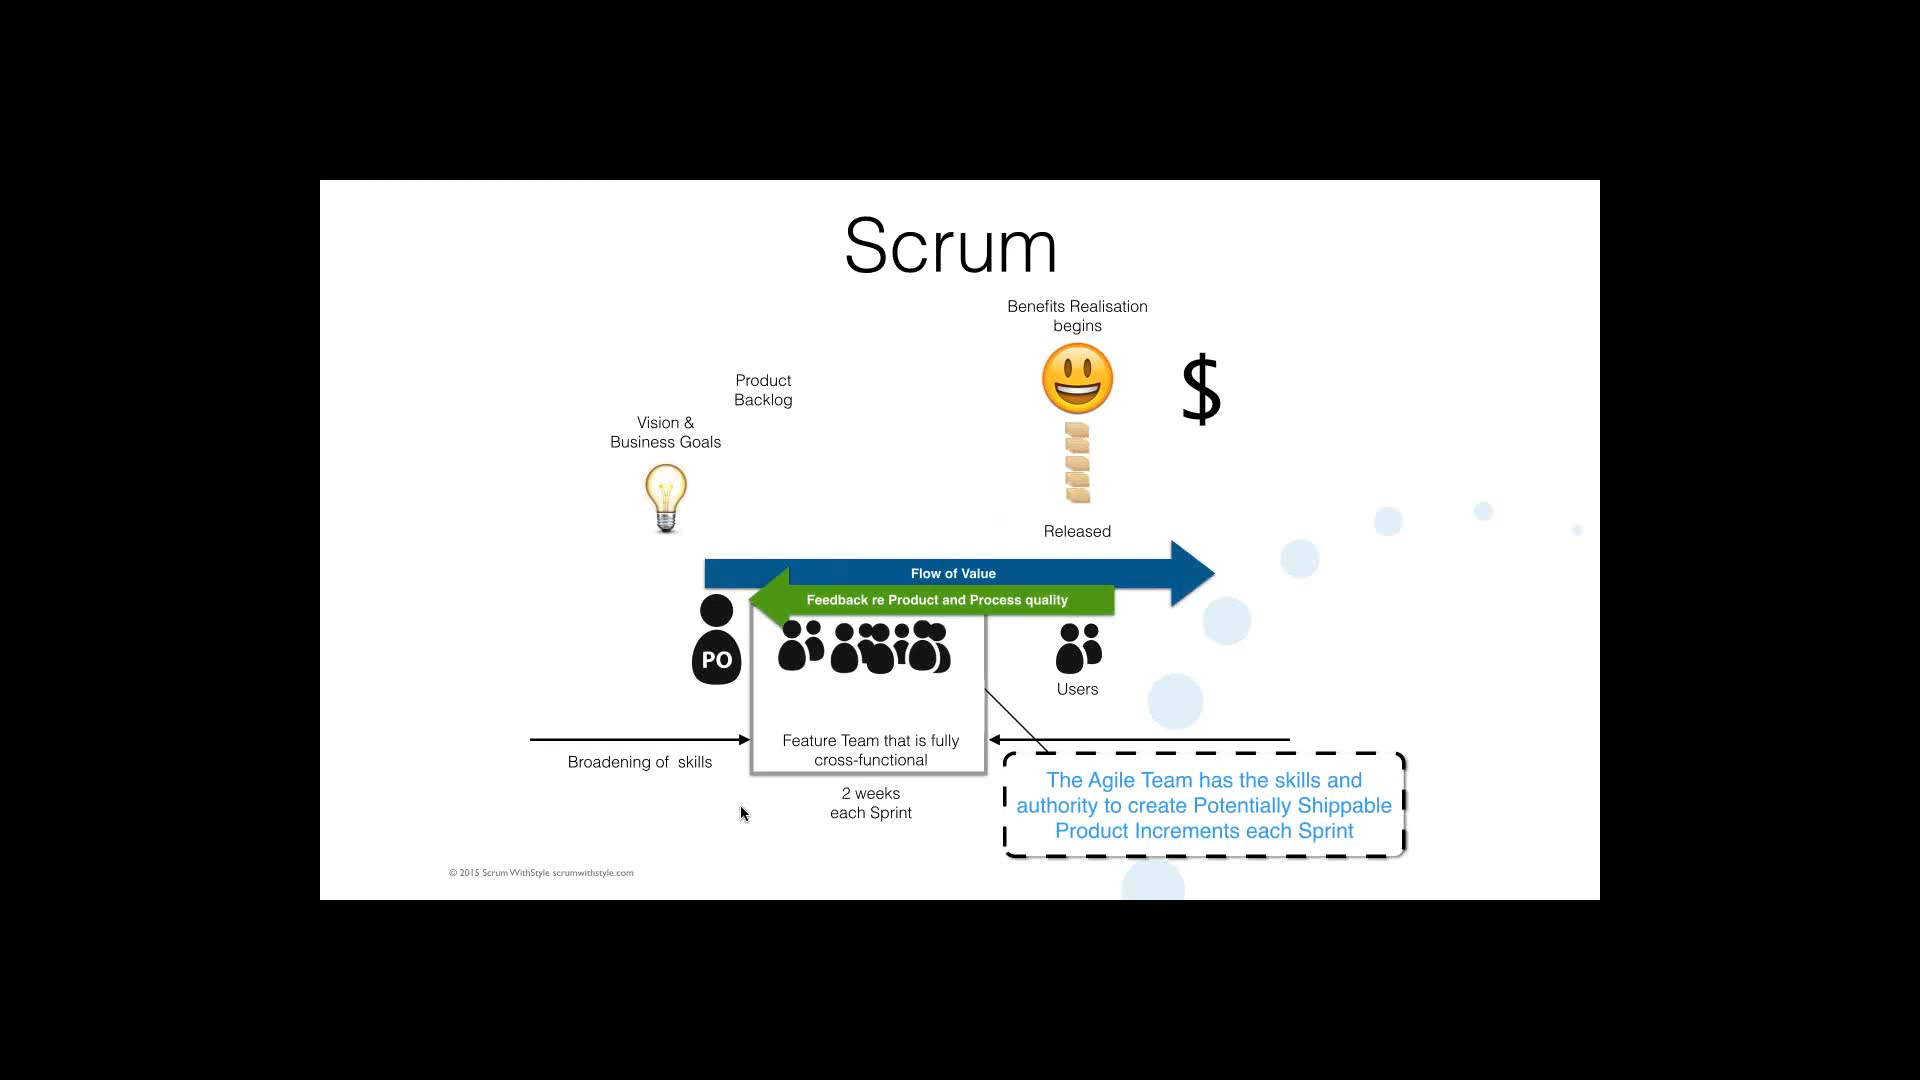 Scrum
Benefits Realisation
begins
$
Product
Backlog
Vision &
Business Goals
Released
Flow of Value
Feedback re Product and Process quality
PO
Users
Feature Team that is fully
cross-functional
Broadening of skills
2 weeks
each Sprint
The Agile Team has the skills and
authority to create Potentially Shippable
Product Increments each Sprint
© 2015 Scrum WithStyle scrumwithstyle.com